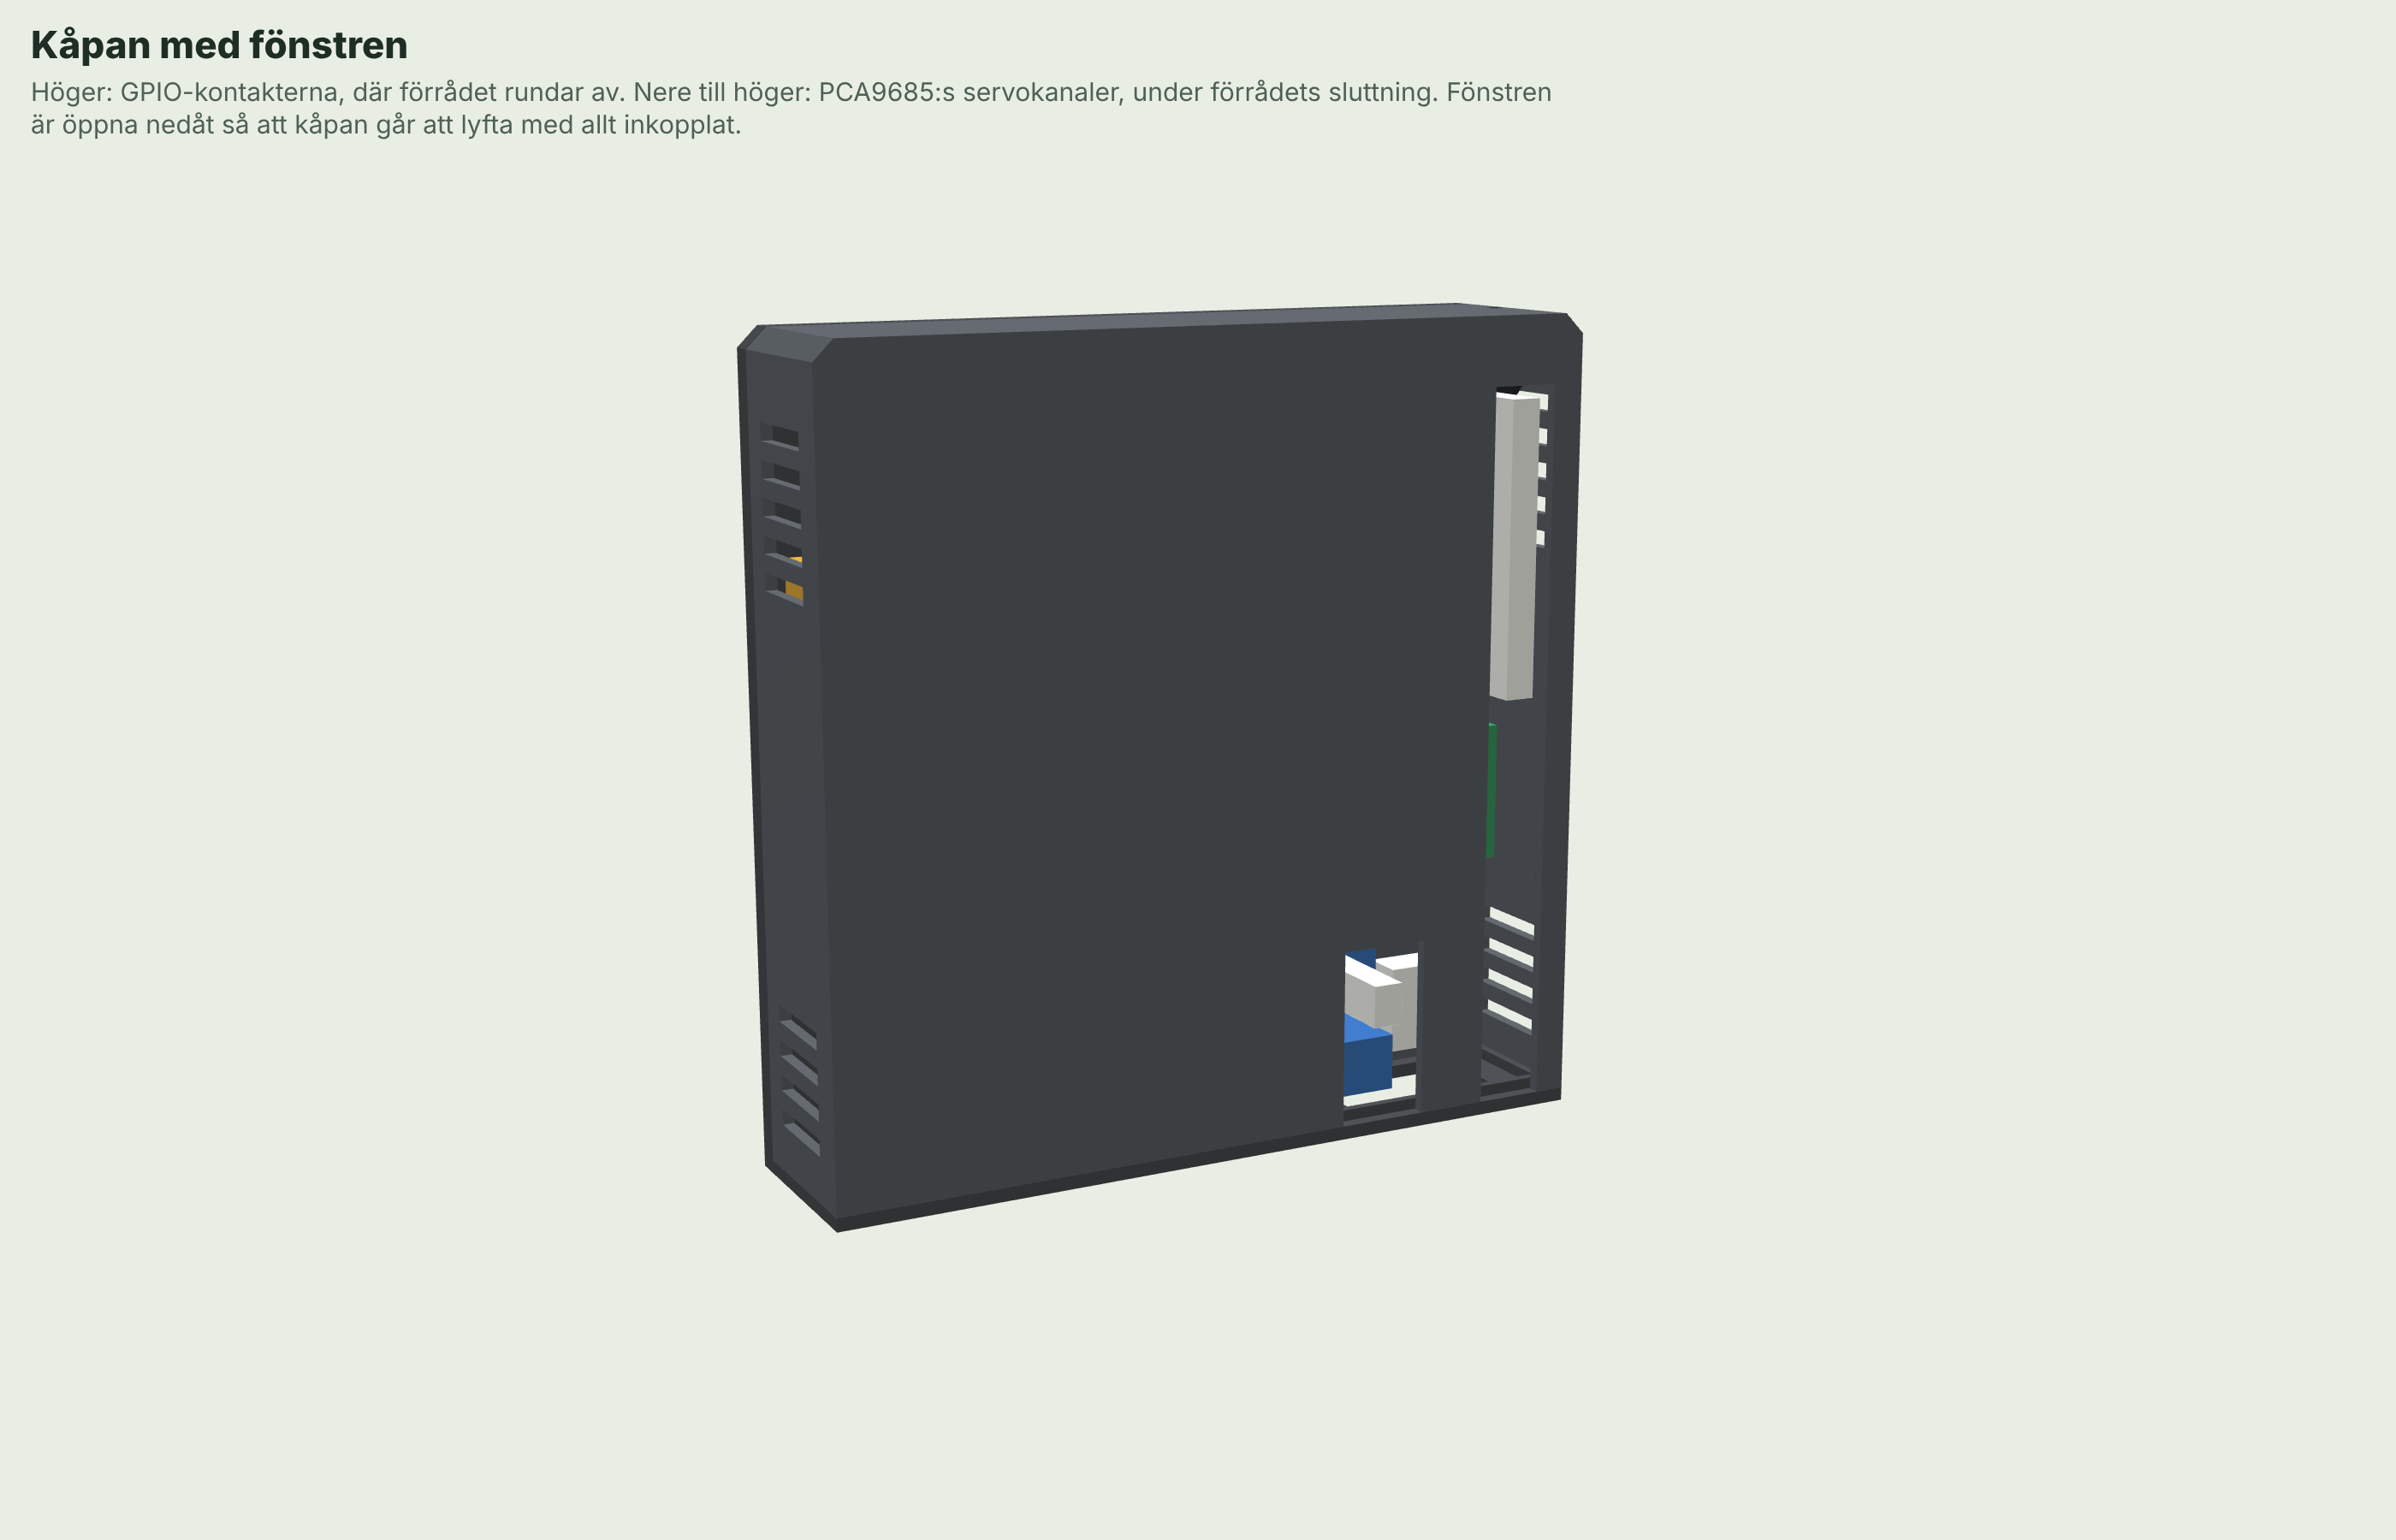 Kåpan med fönstren
Höger: GPIO-kontakterna, där förrådet rundar av. Nere till höger: PCA9685:s servokanaler, under förrådets sluttning. Fönstren
är öppna nedåt så att kåpan går att lyfta med allt inkopplat.